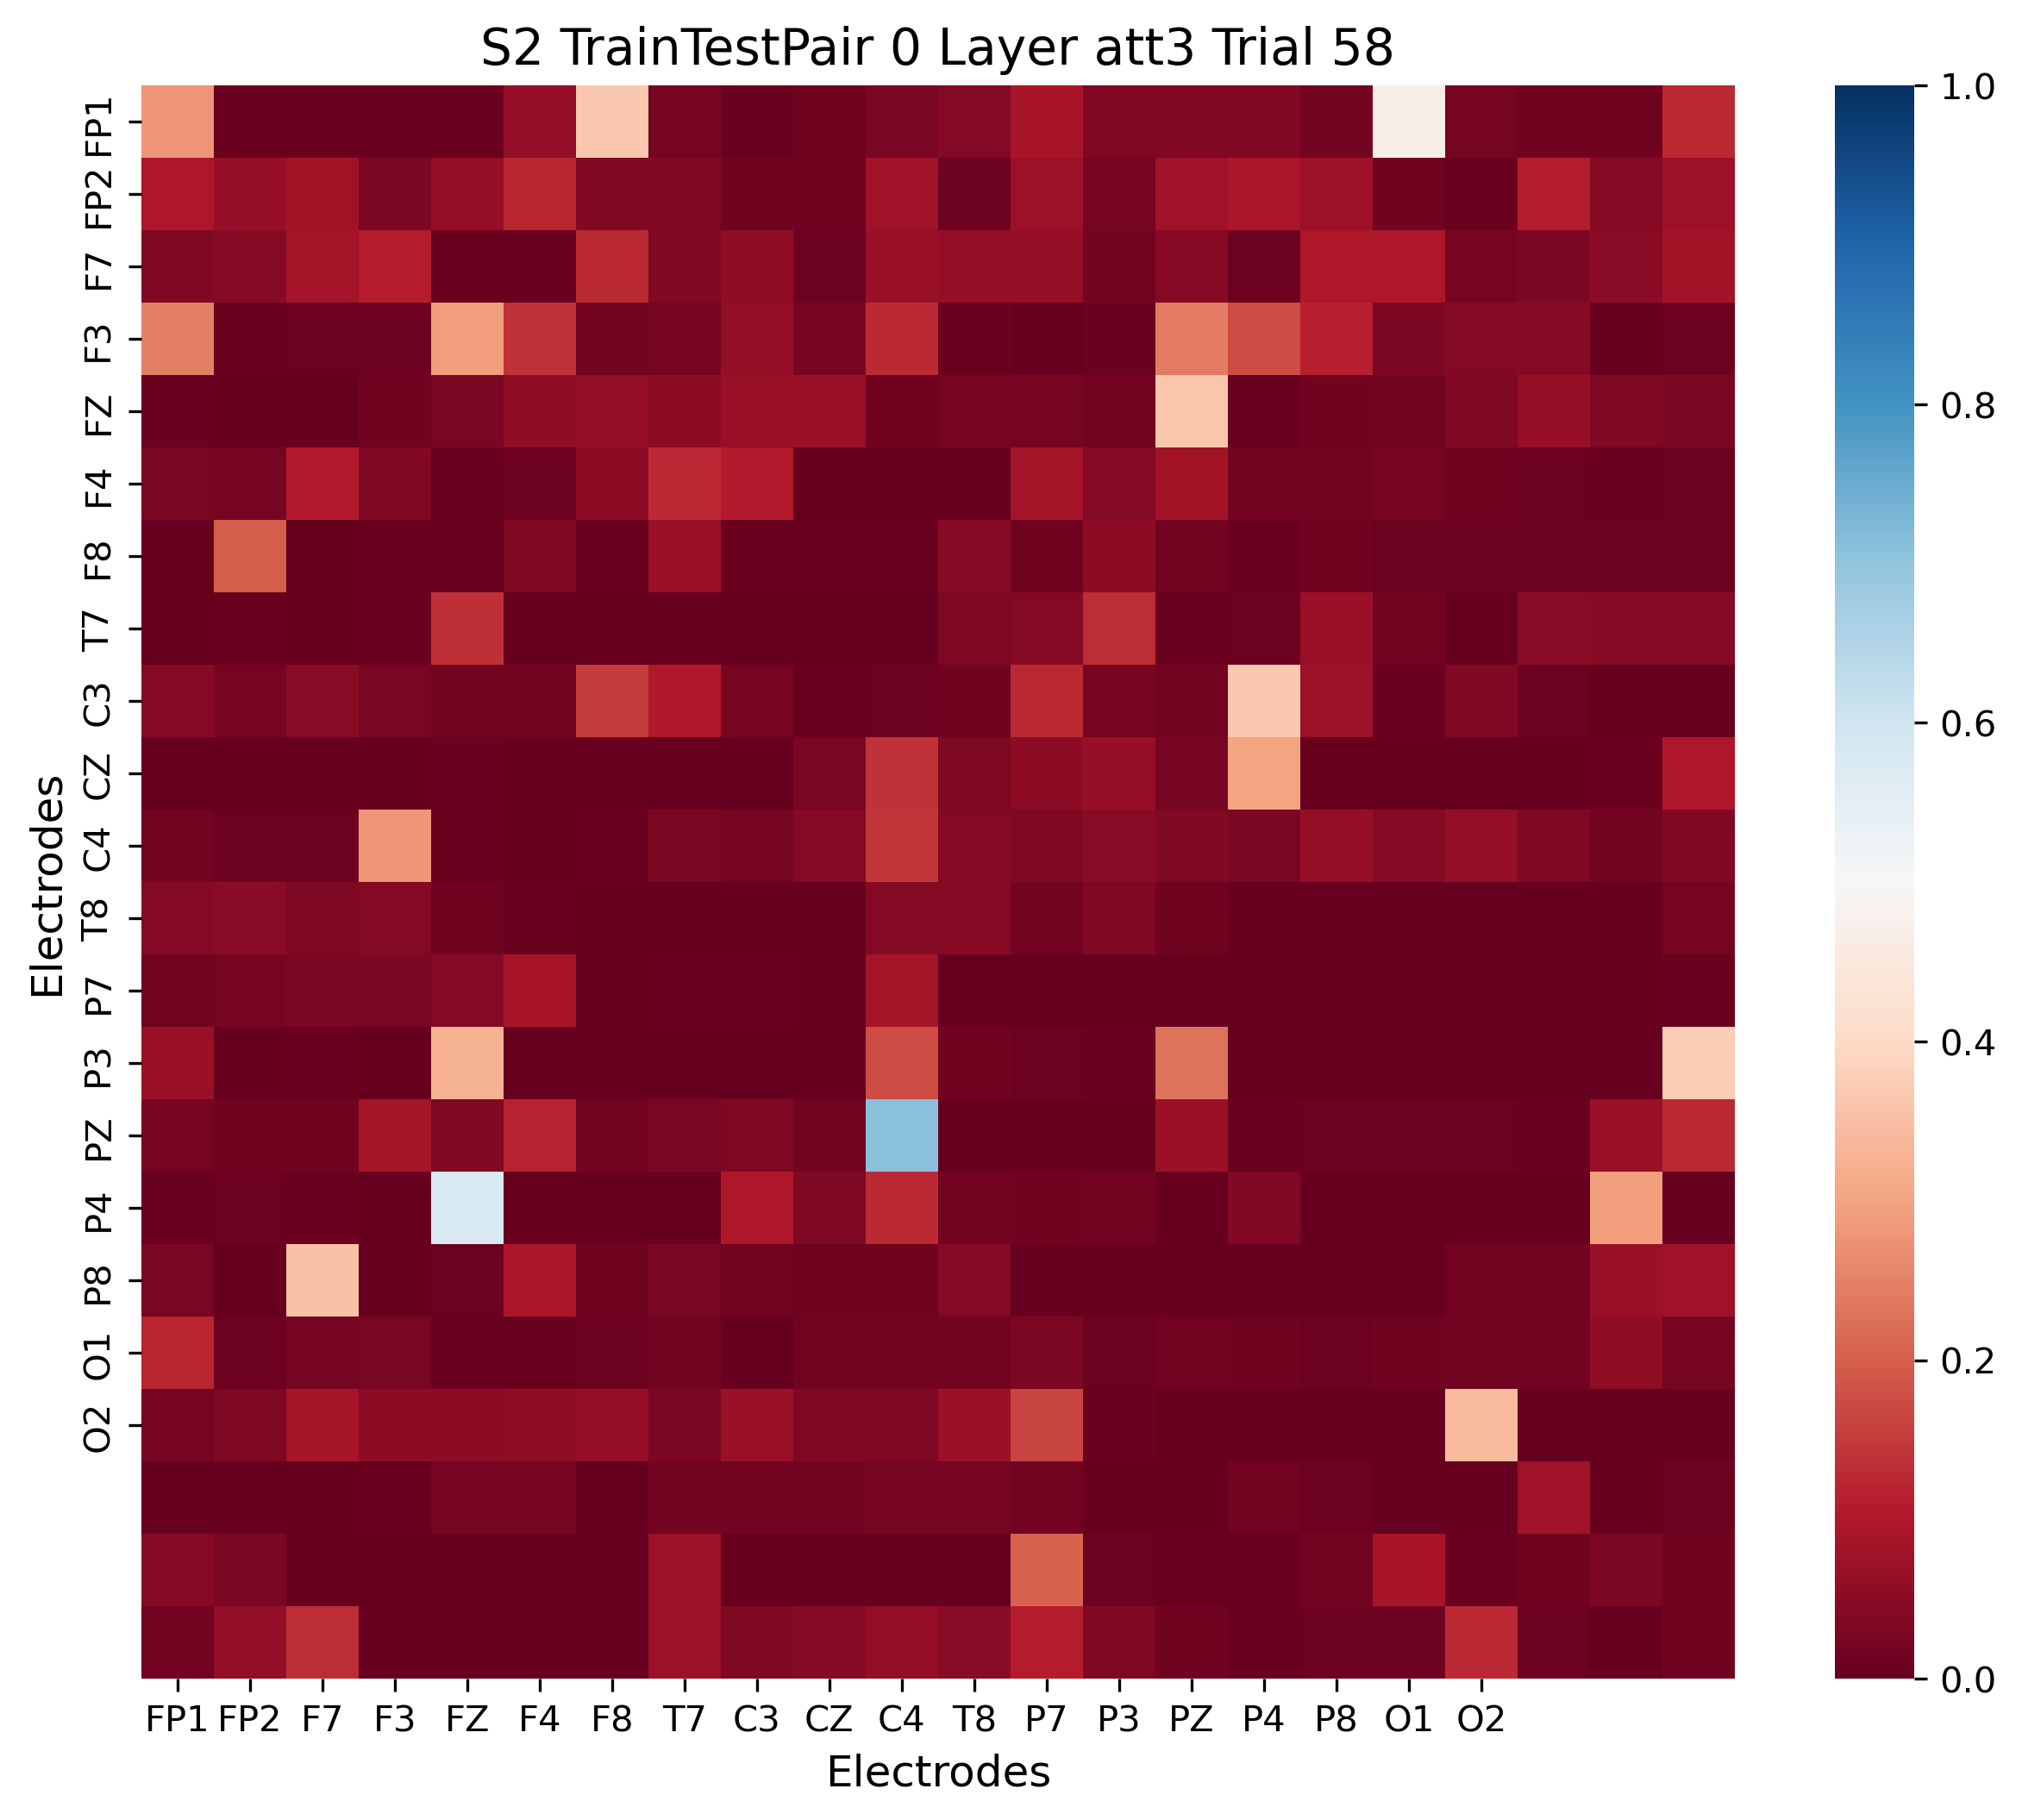 S2 TrainTestPair 0 Layer att3 Trial 58
Electrodes
FP1
FP2
F7
F3
FZ
F4
F8
T7
C3
CZ
C4
T8
P7
P3
PZ
P4
P8
O1
O2
FP1 FP2 F7 F3 FZ F4 F8 T7 C3 CZ C4 T8 P7 P3 PZ P4 P8 O1 O2
Electrodes
1.0
0.8
0.6
0.4
0.2
0.0